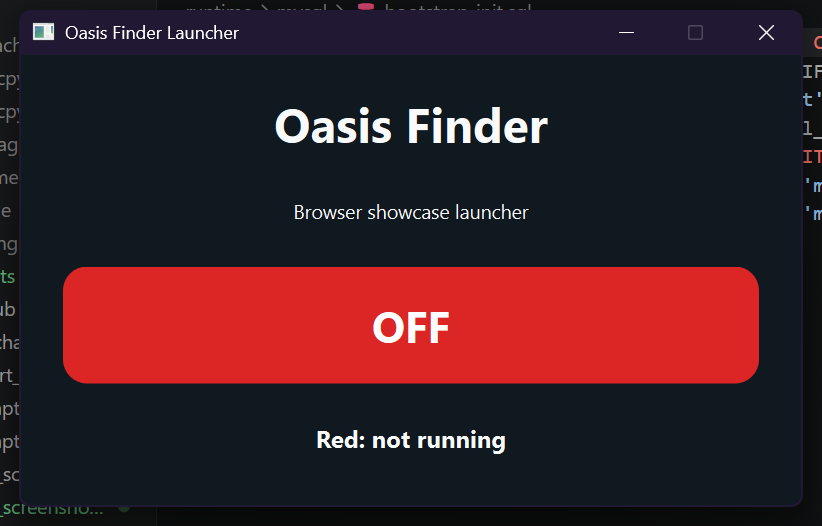 Oasis Finder Launcher
Oasis Finder
Browser showcase launcher
OFF
Red: not running